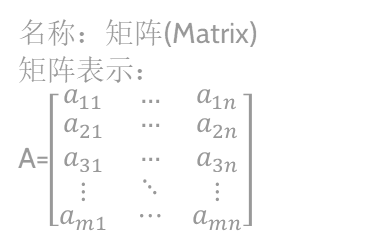 名称：矩阵(Matrix)
矩阵表示：
a₁₁ … a₁ₙ
a₂₁ ⋯ a₂ₙ
A= a₃₁ ⋯ a₃ₙ
⋮ ⋱ ⋮
aₘ₁ ⋯ aₘₙ